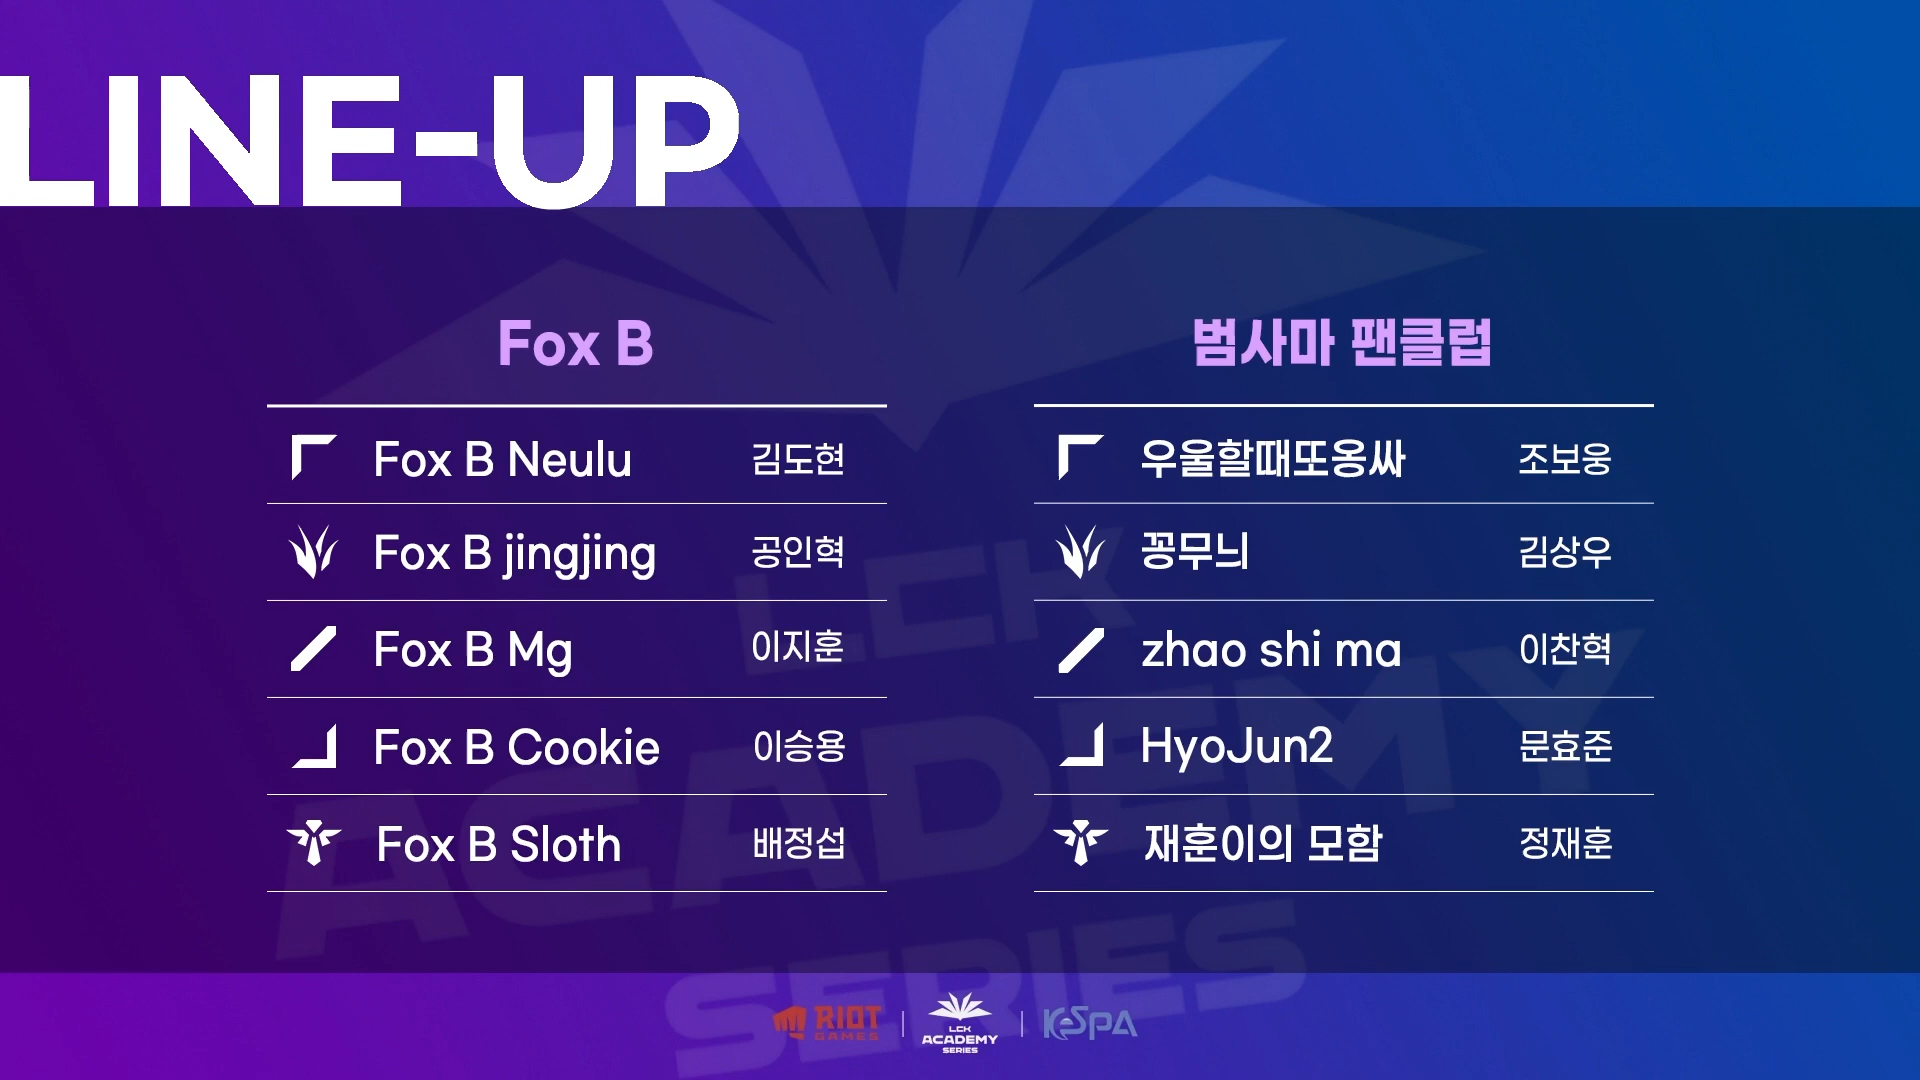 LINE-UP
Fox B
Fox B Neulu 김도현
Fox B jingjing 공인혁
Fox B Mg 이지훈
Fox B Cookie 이승용
Fox B Sloth 배정섭
범사마 팬클럽
우울할때또옹싸 조보웅
꽁무늬 김상우
zhao shi ma 이찬혁
HyoJun2 문효준
재훈이의 모함 정재훈
LCK
ACADEMY
SERIES
RIOT
GAMES
LCK
ACADEMY
SERIES
KeSPA